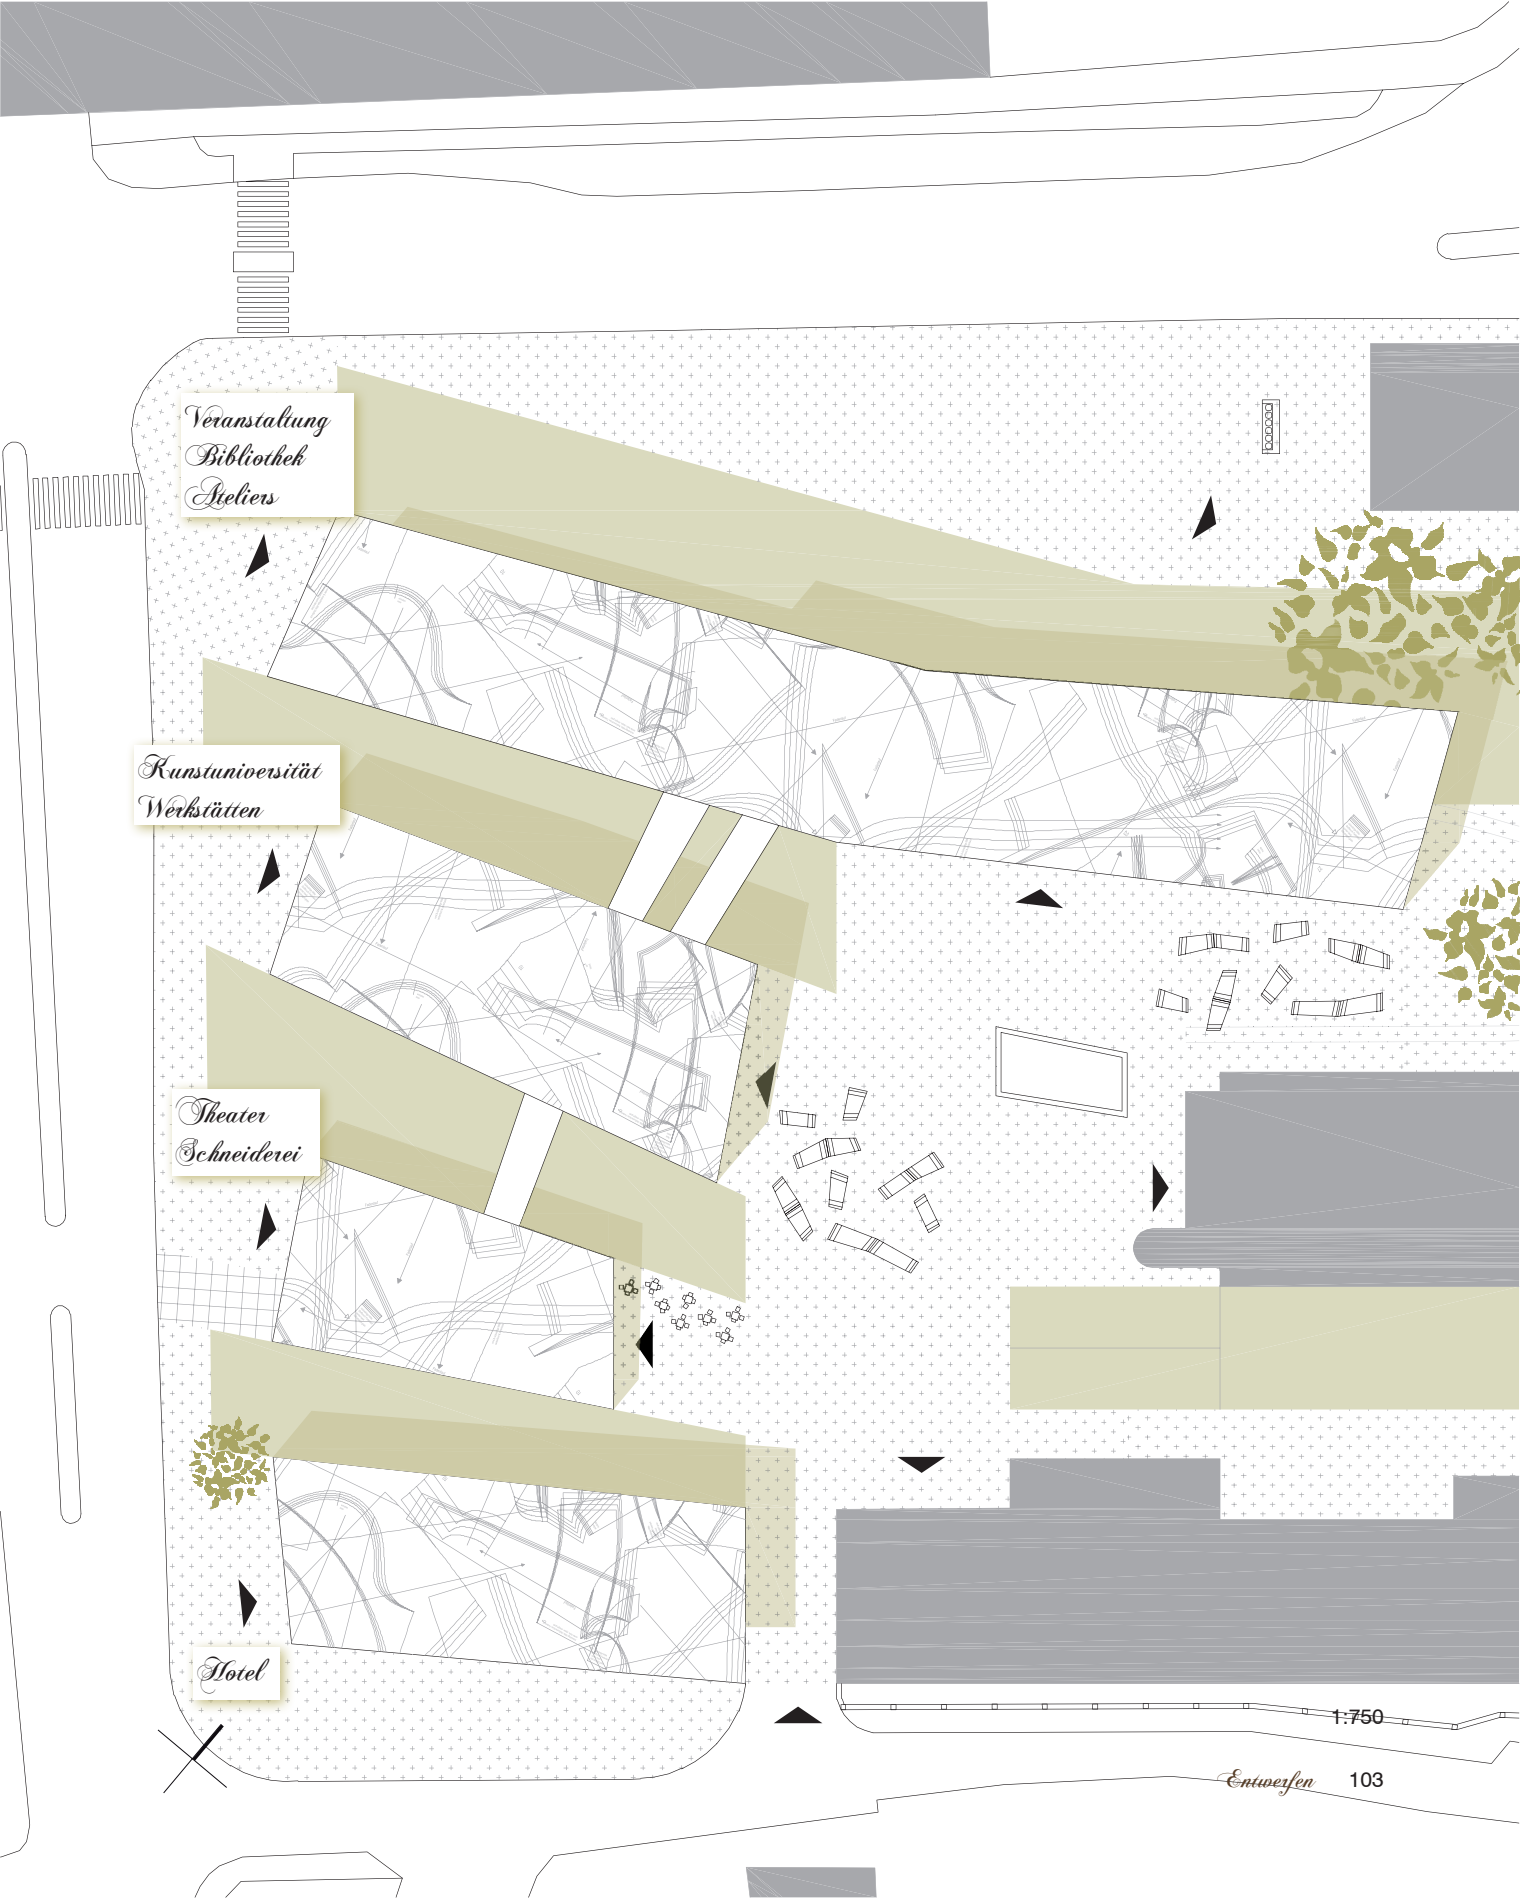 Veranstaltung
Bibliothek
Ateliers
Kunstuniversität
Werkstätten
Theater
Schneiderei
Hotel
1:750
Entwerfen 103